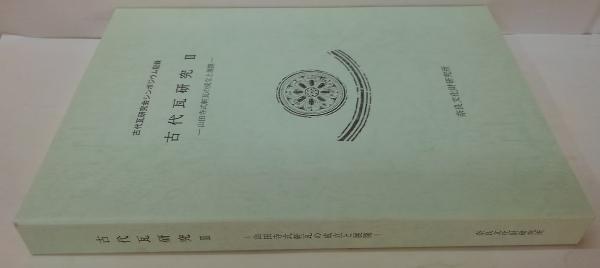 古代瓦研究会シンポジウム記録
古代瓦研究 Ⅱ
―山田寺式軒瓦の成立と展開―
奈良文化財研究所
古代瓦研究 Ⅱ
―山田寺式軒瓦の成立と展開―
奈良文化財研究所